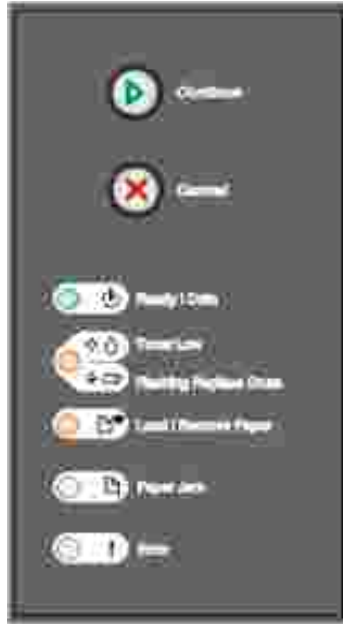 Continue
Cancel
Ready / Data
Toner Low
Flashing Replace Drum
Load / Remove Paper
Paper Jam
Error